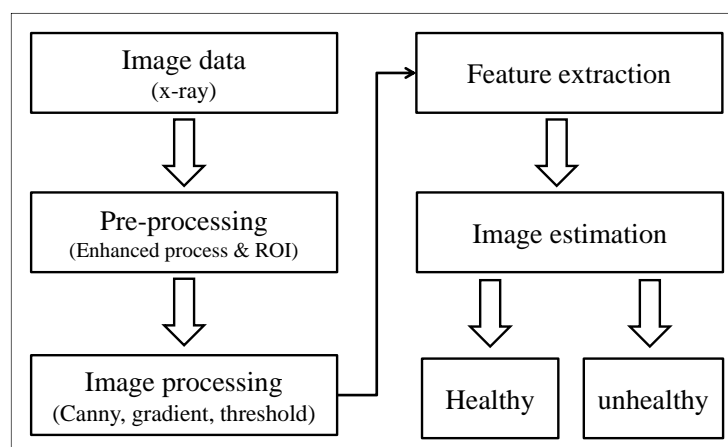 Image data
(x-ray)
Pre-processing
(Enhanced process & ROI)
Image processing
(Canny, gradient, threshold)
Feature extraction
Image estimation
Healthy
unhealthy